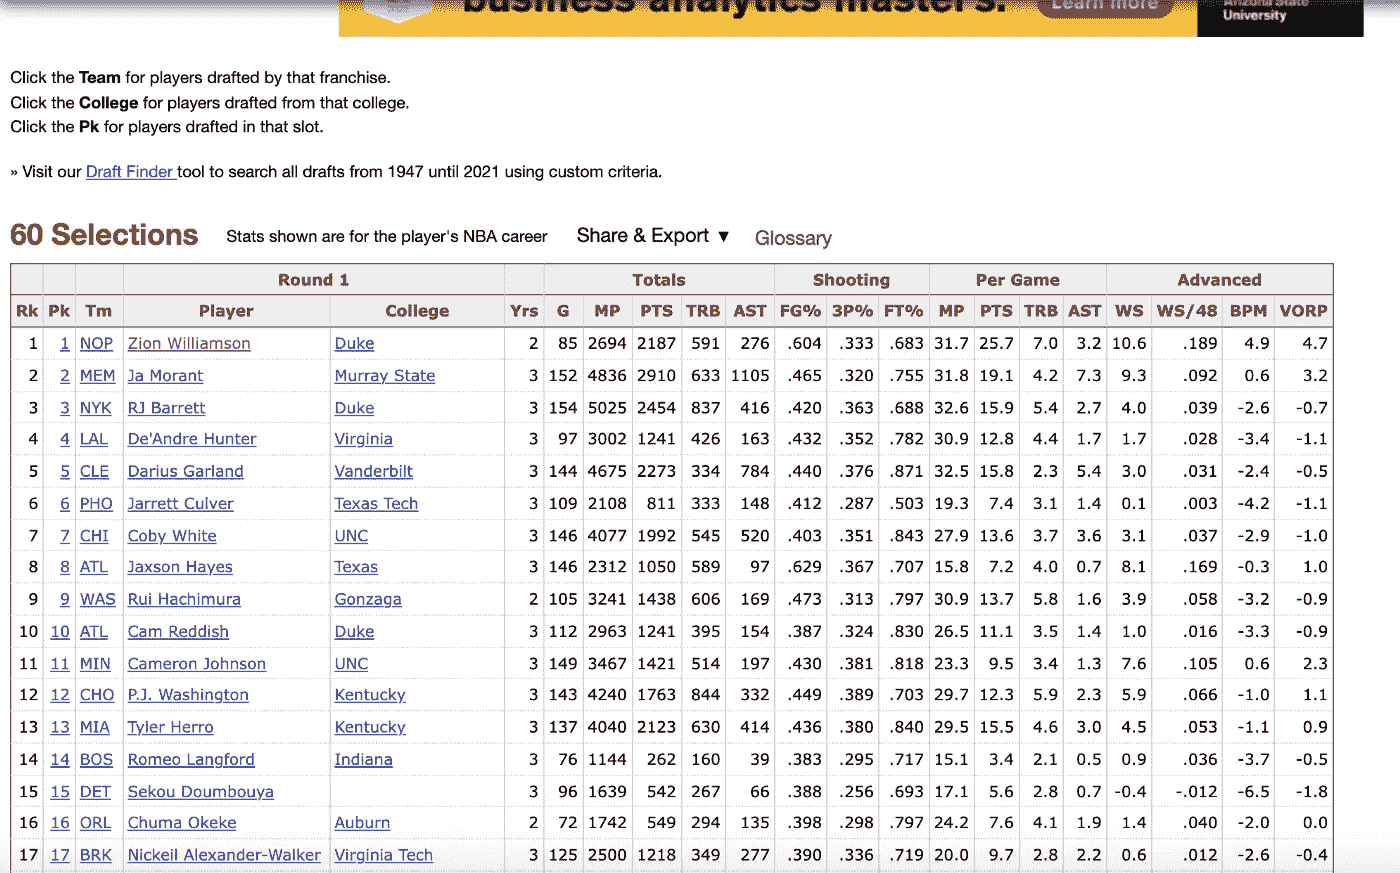 business analytics masters.
Learn more
Arizona State
University
Click the Team for players drafted by that franchise.
Click the College for players drafted from that college.
Click the Pk for players drafted in that slot.
» Visit our Draft Finder tool to search all drafts from 1947 until 2021 using custom criteria.
60 Selections Stats shown are for the player's NBA career Share & Export ▼ Glossary
Round 1 Totals Shooting Per Game Advanced
Rk Pk Tm Player College Yrs G MP PTS TRB AST FG% 3P% FT% MP PTS TRB AST WS WS/48 BPM VORP
1 1 NOP Zion Williamson Duke 2 85 2694 2187 591 276 .604 .333 .683 31.7 25.7 7.0 3.2 10.6 .189 4.9 4.7
2 2 MEM Ja Morant Murray State 3 152 4836 2910 633 1105 .465 .320 .755 31.8 19.1 4.2 7.3 9.3 .092 0.6 3.2
3 3 NYK RJ Barrett Duke 3 154 5025 2454 837 416 .420 .363 .688 32.6 15.9 5.4 2.7 4.0 .039 -2.6 -0.7
4 4 LAL De'Andre Hunter Virginia 3 97 3002 1241 426 163 .432 .352 .782 30.9 12.8 4.4 1.7 1.7 .028 -3.4 -1.1
5 5 CLE Darius Garland Vanderbilt 3 144 4675 2273 334 784 .440 .376 .871 32.5 15.8 2.3 5.4 3.0 .031 -2.4 -0.5
6 6 PHO Jarrett Culver Texas Tech 3 109 2108 811 333 148 .412 .287 .503 19.3 7.4 3.1 1.4 0.1 .003 -4.2 -1.1
7 7 CHI Coby White UNC 3 146 4077 1992 545 520 .403 .351 .843 27.9 13.6 3.7 3.6 3.1 .037 -2.9 -1.0
8 8 ATL Jaxson Hayes Texas 3 146 2312 1050 589 97 .629 .367 .707 15.8 7.2 4.0 0.7 8.1 .169 -0.3 1.0
9 9 WAS Rui Hachimura Gonzaga 2 105 3241 1438 606 169 .473 .313 .797 30.9 13.7 5.8 1.6 3.9 .058 -3.2 -0.9
10 10 ATL Cam Reddish Duke 3 112 2963 1241 395 154 .387 .324 .830 26.5 11.1 3.5 1.4 1.0 .016 -3.3 -0.9
11 11 MIN Cameron Johnson UNC 3 149 3467 1421 514 197 .430 .381 .818 23.3 9.5 3.4 1.3 7.6 .105 0.6 2.3
12 12 CHO P.J. Washington Kentucky 3 143 4240 1763 844 332 .449 .389 .703 29.7 12.3 5.9 2.3 5.9 .066 -1.0 1.1
13 13 MIA Tyler Herro Kentucky 3 137 4040 2123 630 414 .436 .380 .840 29.5 15.5 4.6 3.0 4.5 .053 -1.1 0.9
14 14 BOS Romeo Langford Indiana 3 76 1144 262 160 39 .383 .295 .717 15.1 3.4 2.1 0.5 0.9 .036 -3.7 -0.5
15 15 DET Sekou Doumbouya 3 96 1639 542 267 66 .388 .256 .693 17.1 5.6 2.8 0.7 -0.4 -.012 -6.5 -1.8
16 16 ORL Chuma Okeke Auburn 2 72 1742 549 294 135 .398 .298 .797 24.2 7.6 4.1 1.9 1.4 .040 -2.0 0.0
17 17 BRK Nickeil Alexander-Walker Virginia Tech 3 125 2500 1218 349 277 .390 .336 .719 20.0 9.7 2.8 2.2 0.6 .012 -2.6 -0.4